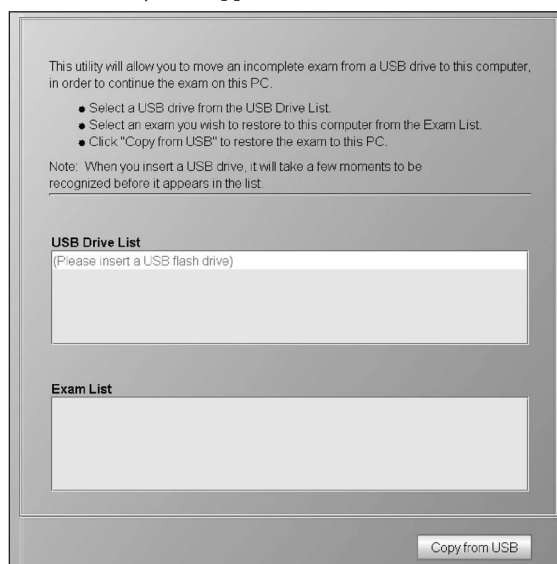 This utility will allow you to move an incomplete exam from a USB drive to this computer,
in order to continue the exam on this PC.
● Select a USB drive from the USB Drive List.
● Select an exam you wish to restore to this computer from the Exam List.
● Click "Copy from USB" to restore the exam to this PC.
Note: When you insert a USB drive, it will take a few moments to be
recognized before it appears in the list.
USB Drive List
(Please insert a USB flash drive)
Exam List
Copy from USB